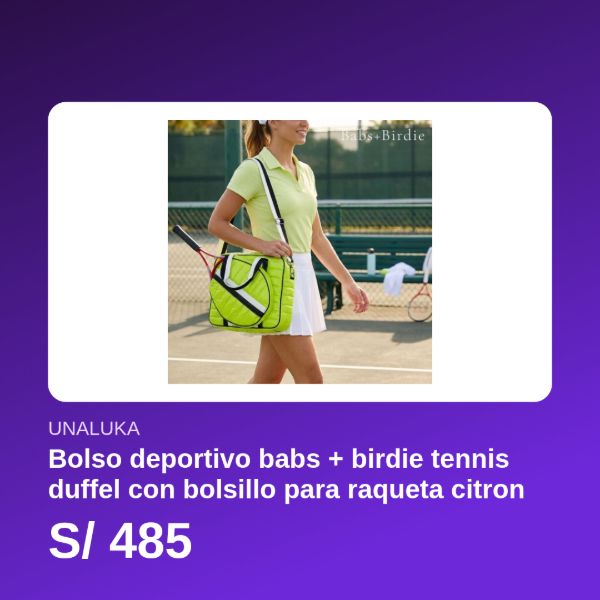 Babs+Birdie
UNALUKA
Bolso deportivo babs + birdie tennis
duffel con bolsillo para raqueta citron
S/ 485